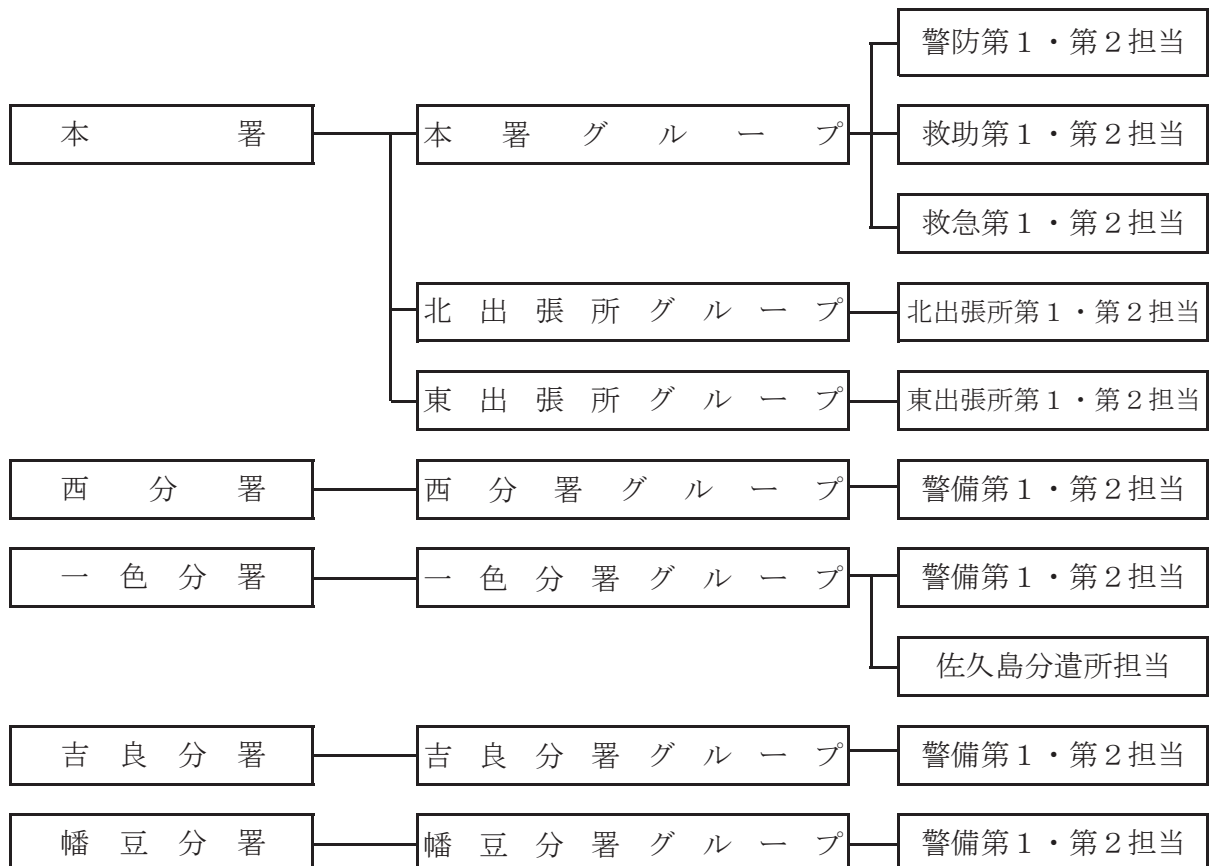 警防第１・第２担当
本署 本署グループ 救助第１・第２担当
救急第１・第２担当
北出張所グループ 北出張所第１・第２担当
東出張所グループ 東出張所第１・第２担当
西分署 西分署グループ 警備第１・第２担当
一色分署 一色分署グループ 警備第１・第２担当
佐久島分遣所担当
吉良分署 吉良分署グループ 警備第１・第２担当
幡豆分署 幡豆分署グループ 警備第１・第２担当